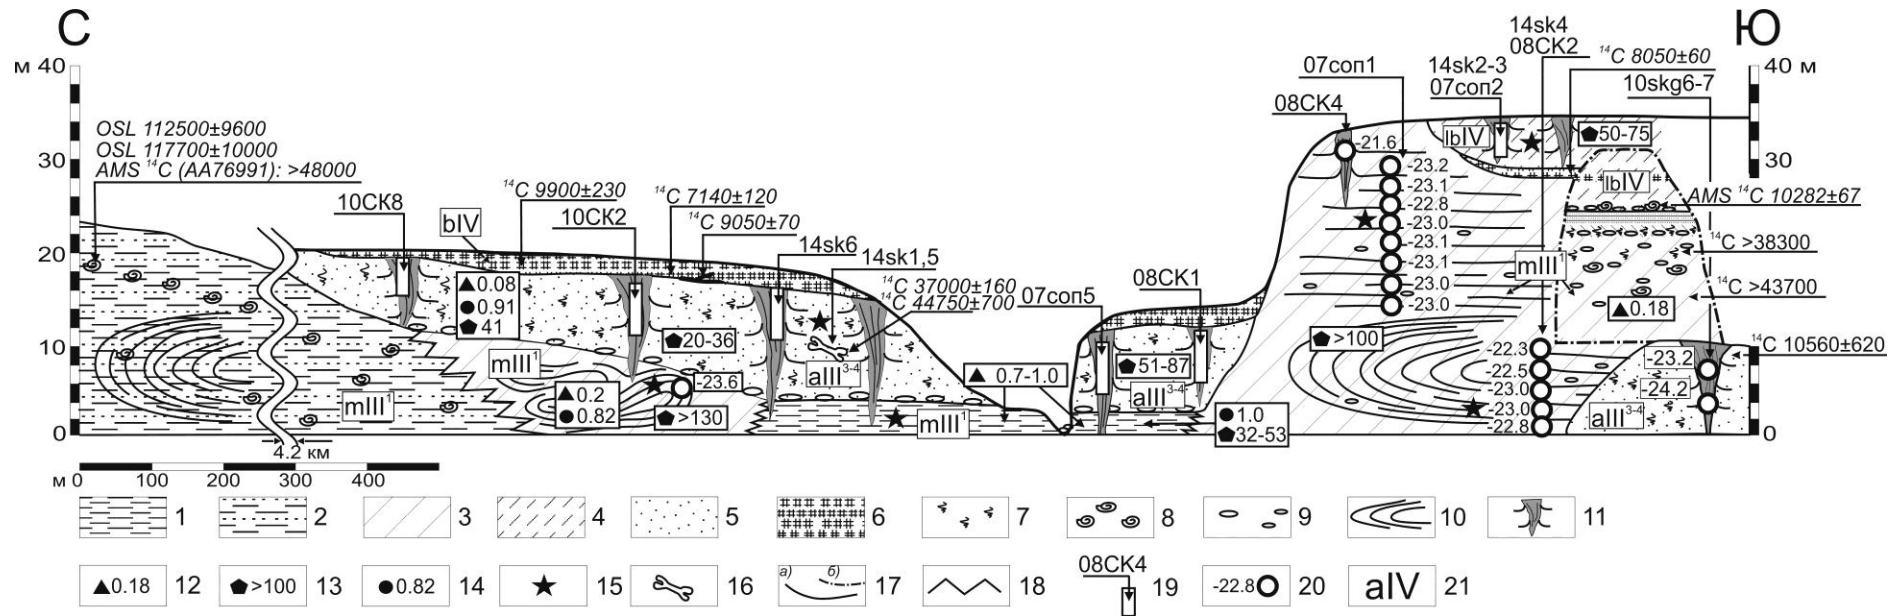 С
Ю
м 40
30
20
10
0
40 м
30
20
10
0
OSL 112500±9600
OSL 117700±10000
AMS ¹⁴C (AA76991): >48000
10СК8
bIV
¹⁴C 9900±230
10СК2
¹⁴C 7140±120
¹⁴C 9050±70
14sk6
14sk1,5
¹⁴C 37000±160
¹⁴C 44750±700
07соп5
08СК1
08СК4
07соп1
14sk2-3
07соп2
14sk4
08СК2
¹⁴C 8050±60
10skg6-7
0.08
0.91
41
20-36
mIII¹
0.2
0.82
-23.6
>130
aIII³⁻⁴
mIII¹
mIII¹
0.7-1.0
51-87
aIII³⁻⁴
1.0
32-53
-21.6
-23.2
-23.1
-22.8
-23.0
-23.1
-23.1
-23.0
-23.0
lbIV
50-75
lbIV
AMS ¹⁴C 10282±67
¹⁴C >38300
mIII¹
¹⁴C >43700
0.18
>100
-22.3
-22.5
-23.0
-23.0
-22.8
-23.2
-24.2
¹⁴C 10560±620
aIII³⁻⁴
4.2 км
м 0 100 200 300 400
1 2 3 4 5 6 7 8 9 10 11
0.18 12 >100 13 0.82 14 15 16 а) б) 17 18 08СК4 19 -22.8 20 aIV 21